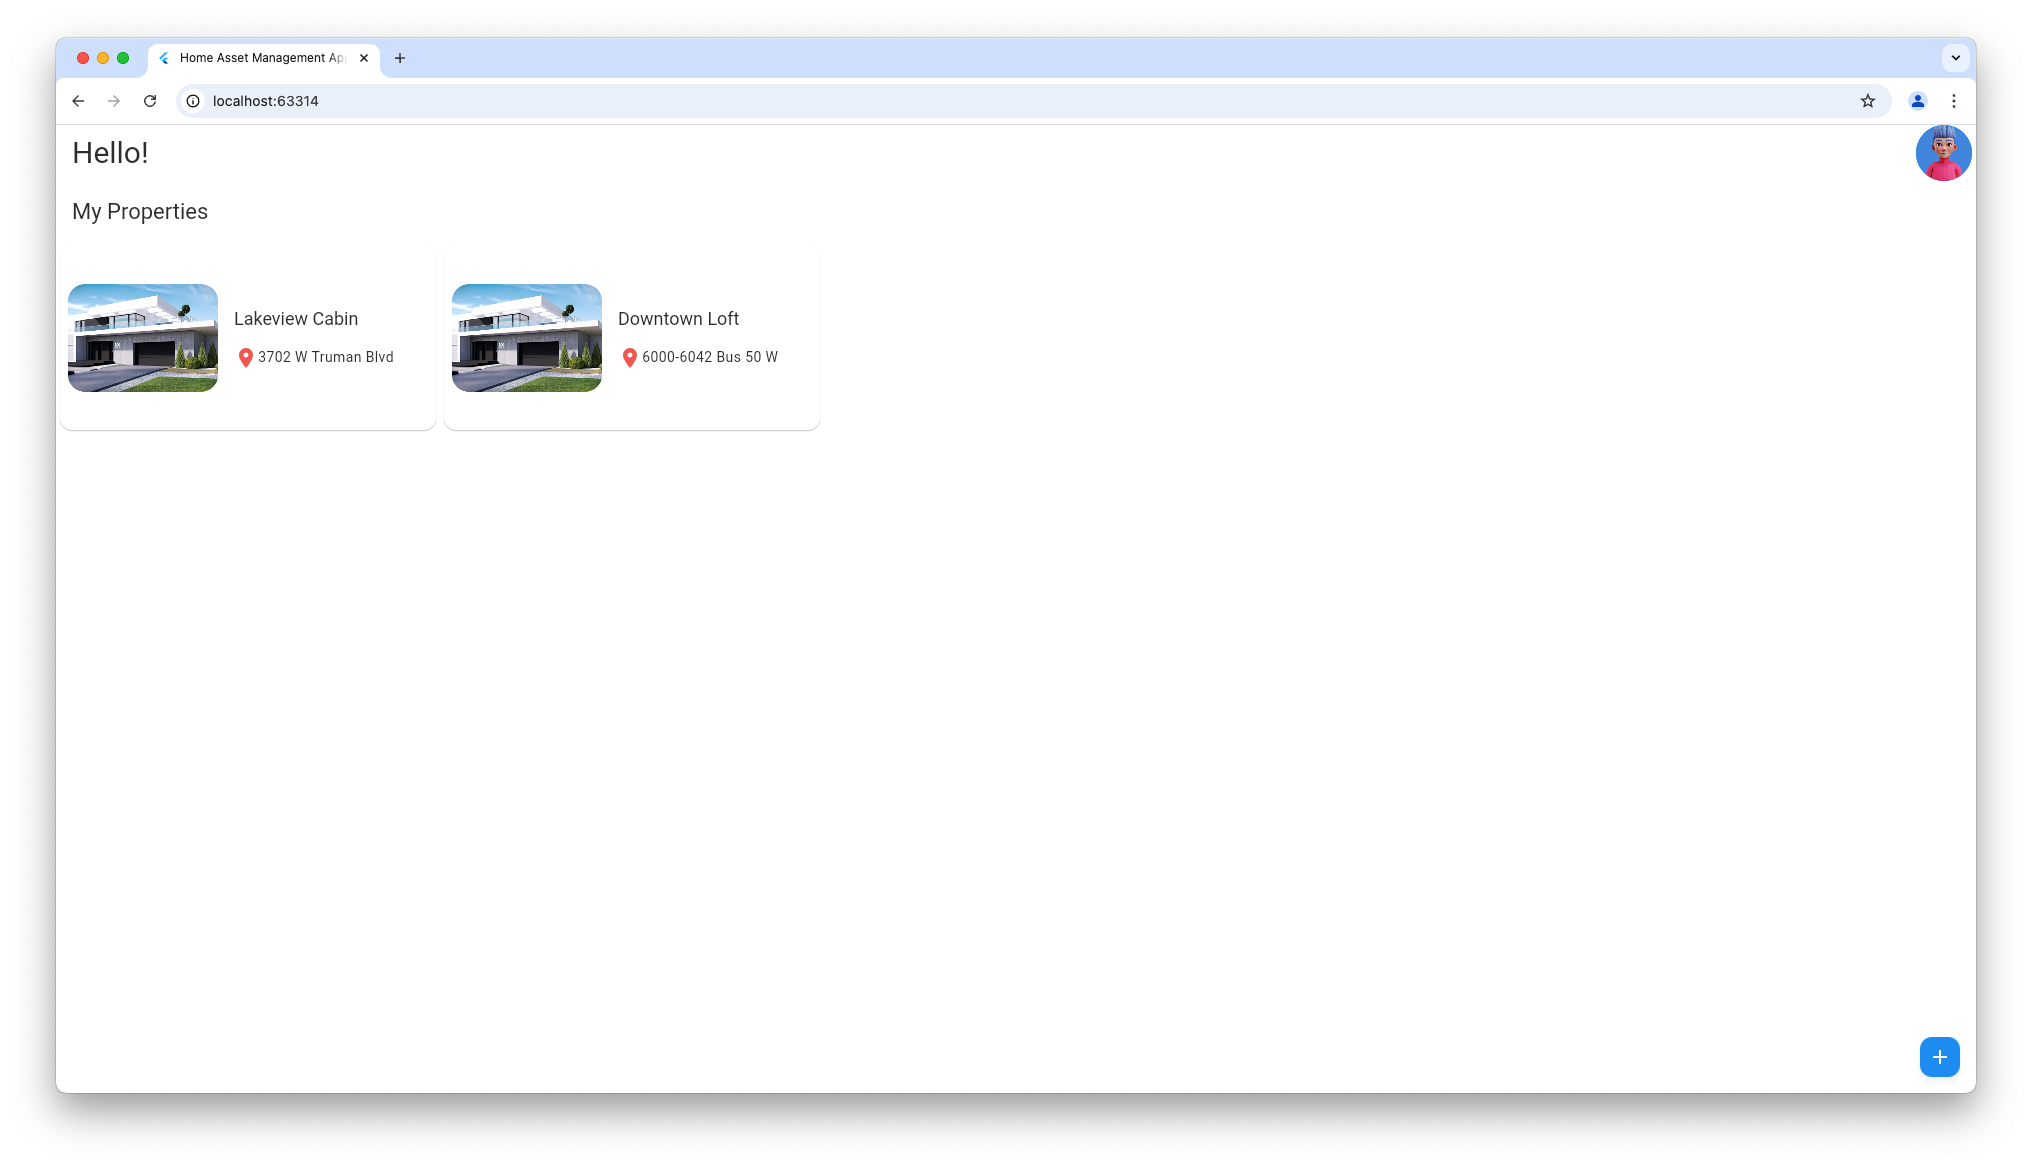 Home Asset Management Ap
localhost:63314
Hello!
My Properties
Lakeview Cabin
3702 W Truman Blvd
Downtown Loft
6000-6042 Bus 50 W